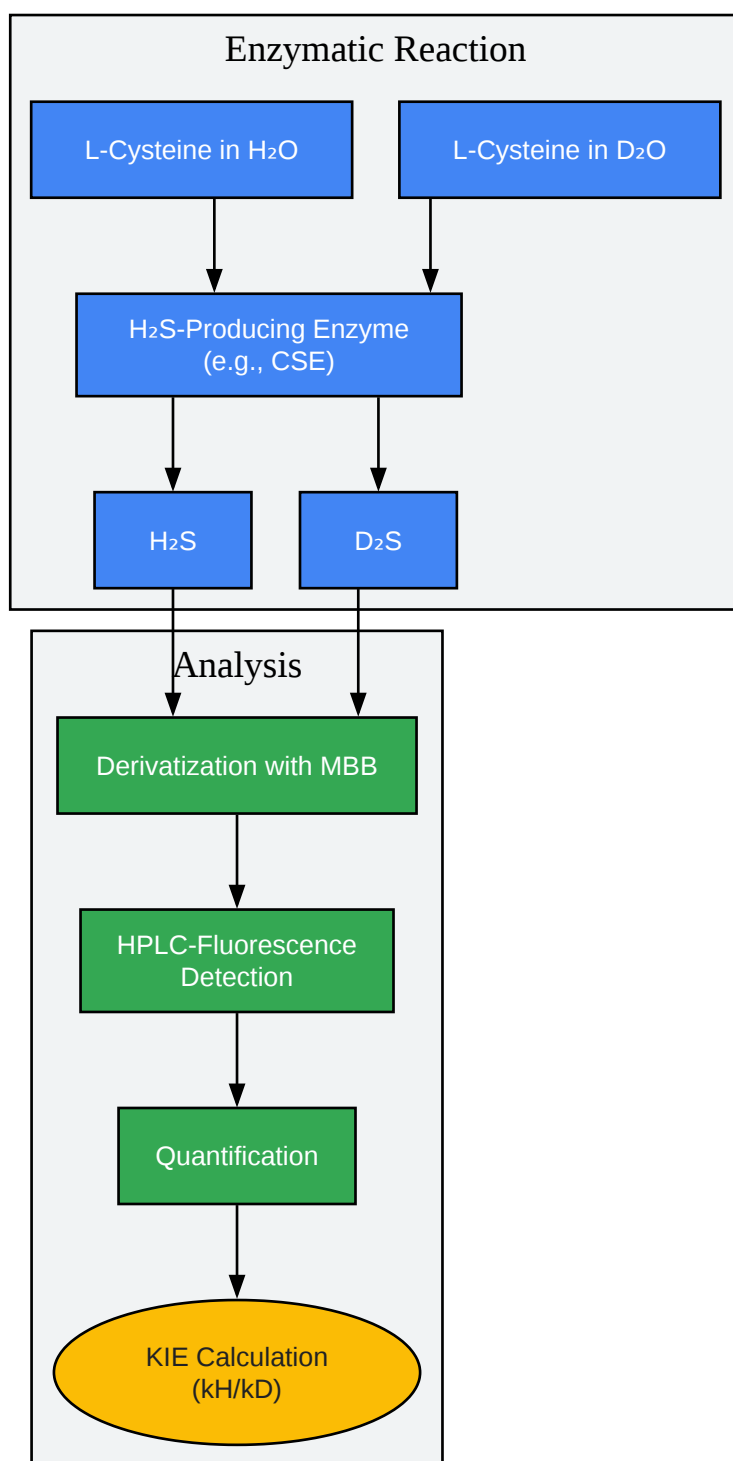 Enzymatic Reaction
L-Cysteine in H₂O
L-Cysteine in D₂O
H₂S-Producing Enzyme
(e.g., CSE)
H₂S
D₂S
Analysis
Derivatization with MBB
HPLC-Fluorescence
Detection
Quantification
KIE Calculation
(kH/kD)